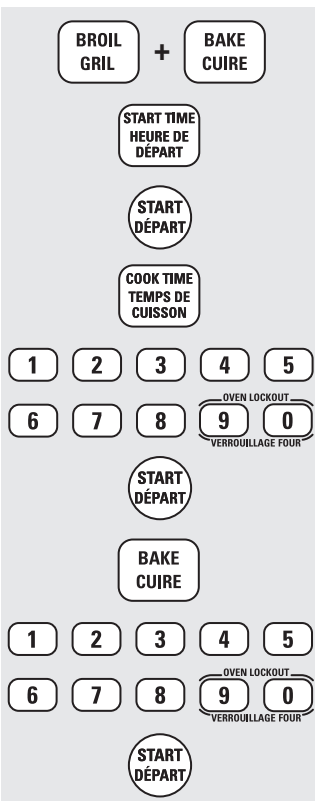 BROIL
GRIL
+
BAKE
CUIRE
START TIME
HEURE DE
DÉPART
START
DÉPART
COOK TIME
TEMPS DE
CUISSON
1 2 3 4 5
OVEN LOCKOUT
6 7 8 9 0
VERROUILLAGE FOUR
START
DÉPART
BAKE
CUIRE
1 2 3 4 5
OVEN LOCKOUT
6 7 8 9 0
VERROUILLAGE FOUR
START
DÉPART